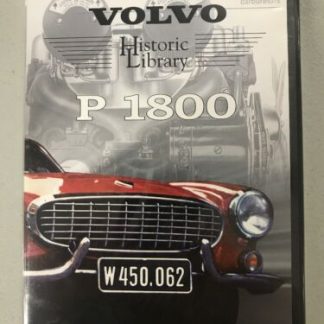 VOLVO
Historic
Library
P 1800
W 450.062